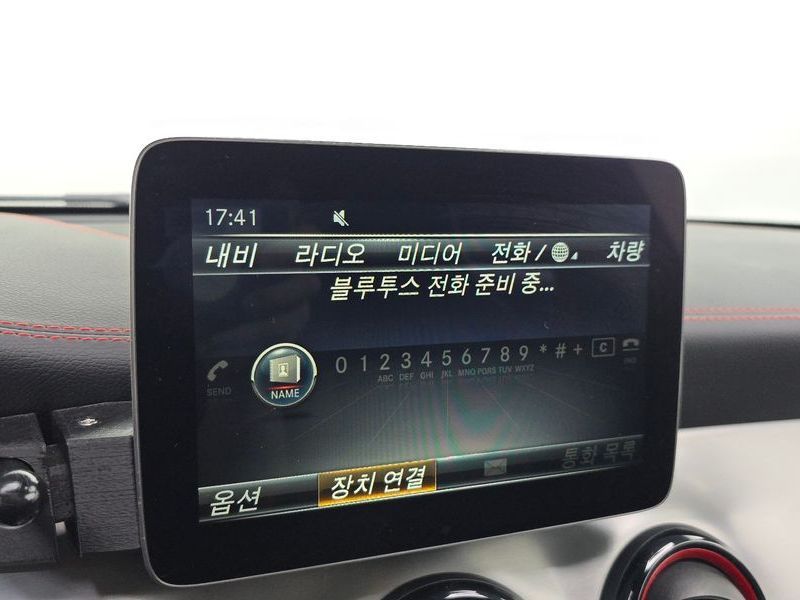 17:41
내비 라디오 미디어 전화 / 차량
블루투스 전화 준비 중...
0 1 2 3 4 5 6 7 8 9 * # + C
ABC DEF GHI JKL MNO PQRS TUV WXYZ
SEND NAME END
옵션 장치 연결 통화 목록